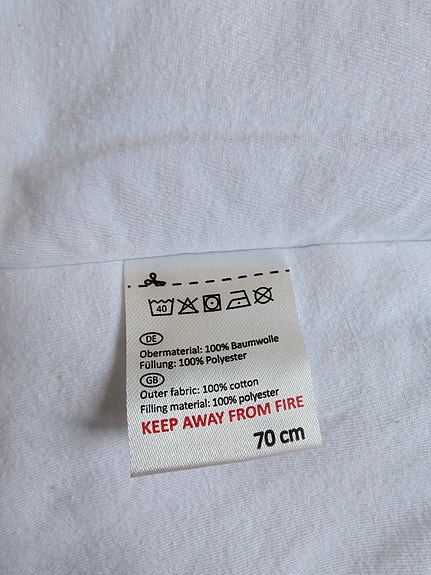 40
DE
Obermaterial: 100% Baumwolle
Füllung: 100% Polyester
GB
Outer fabric: 100% cotton
Filling material: 100% polyester
KEEP AWAY FROM FIRE
70 cm